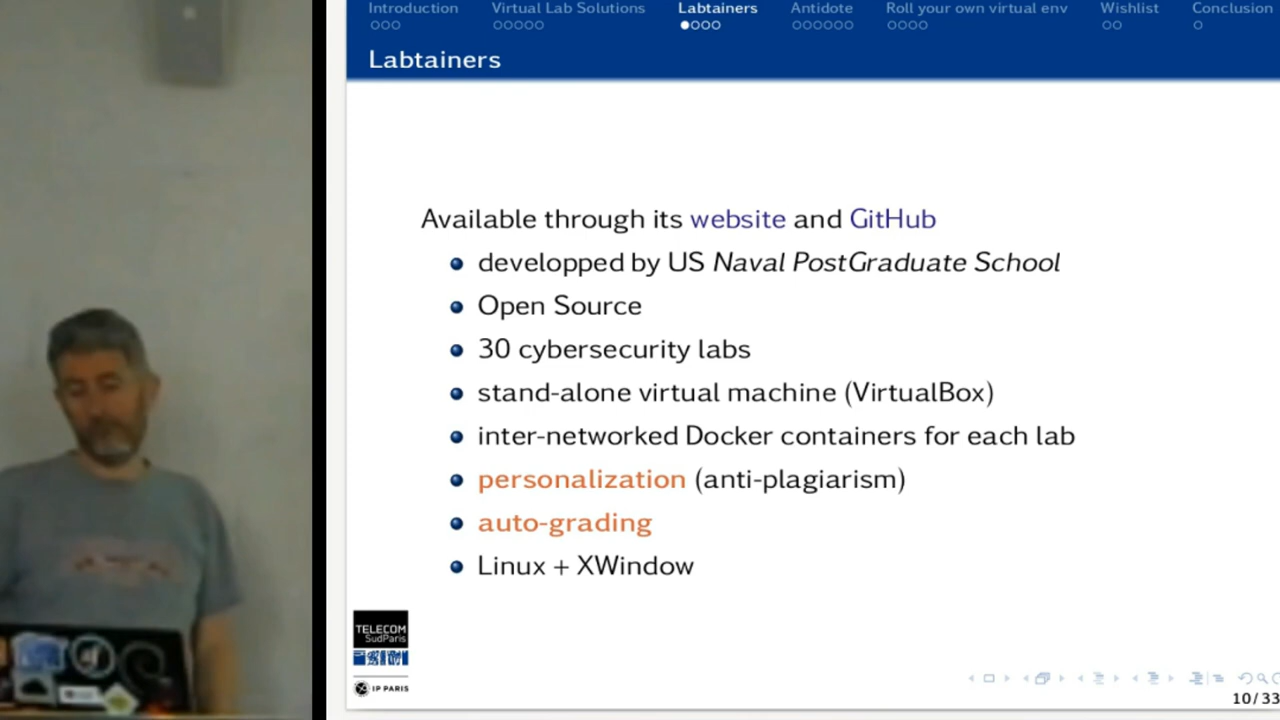 Introduction Virtual Lab Solutions Labtainers Antidote Roll your own virtual env Wishlist Conclusion
Labtainers
Available through its website and GitHub
developped by US Naval PostGraduate School
Open Source
30 cybersecurity labs
stand-alone virtual machine (VirtualBox)
inter-networked Docker containers for each lab
personalization (anti-plagiarism)
auto-grading
Linux + XWindow
TELECOM
SudParis
IP PARIS
10/33